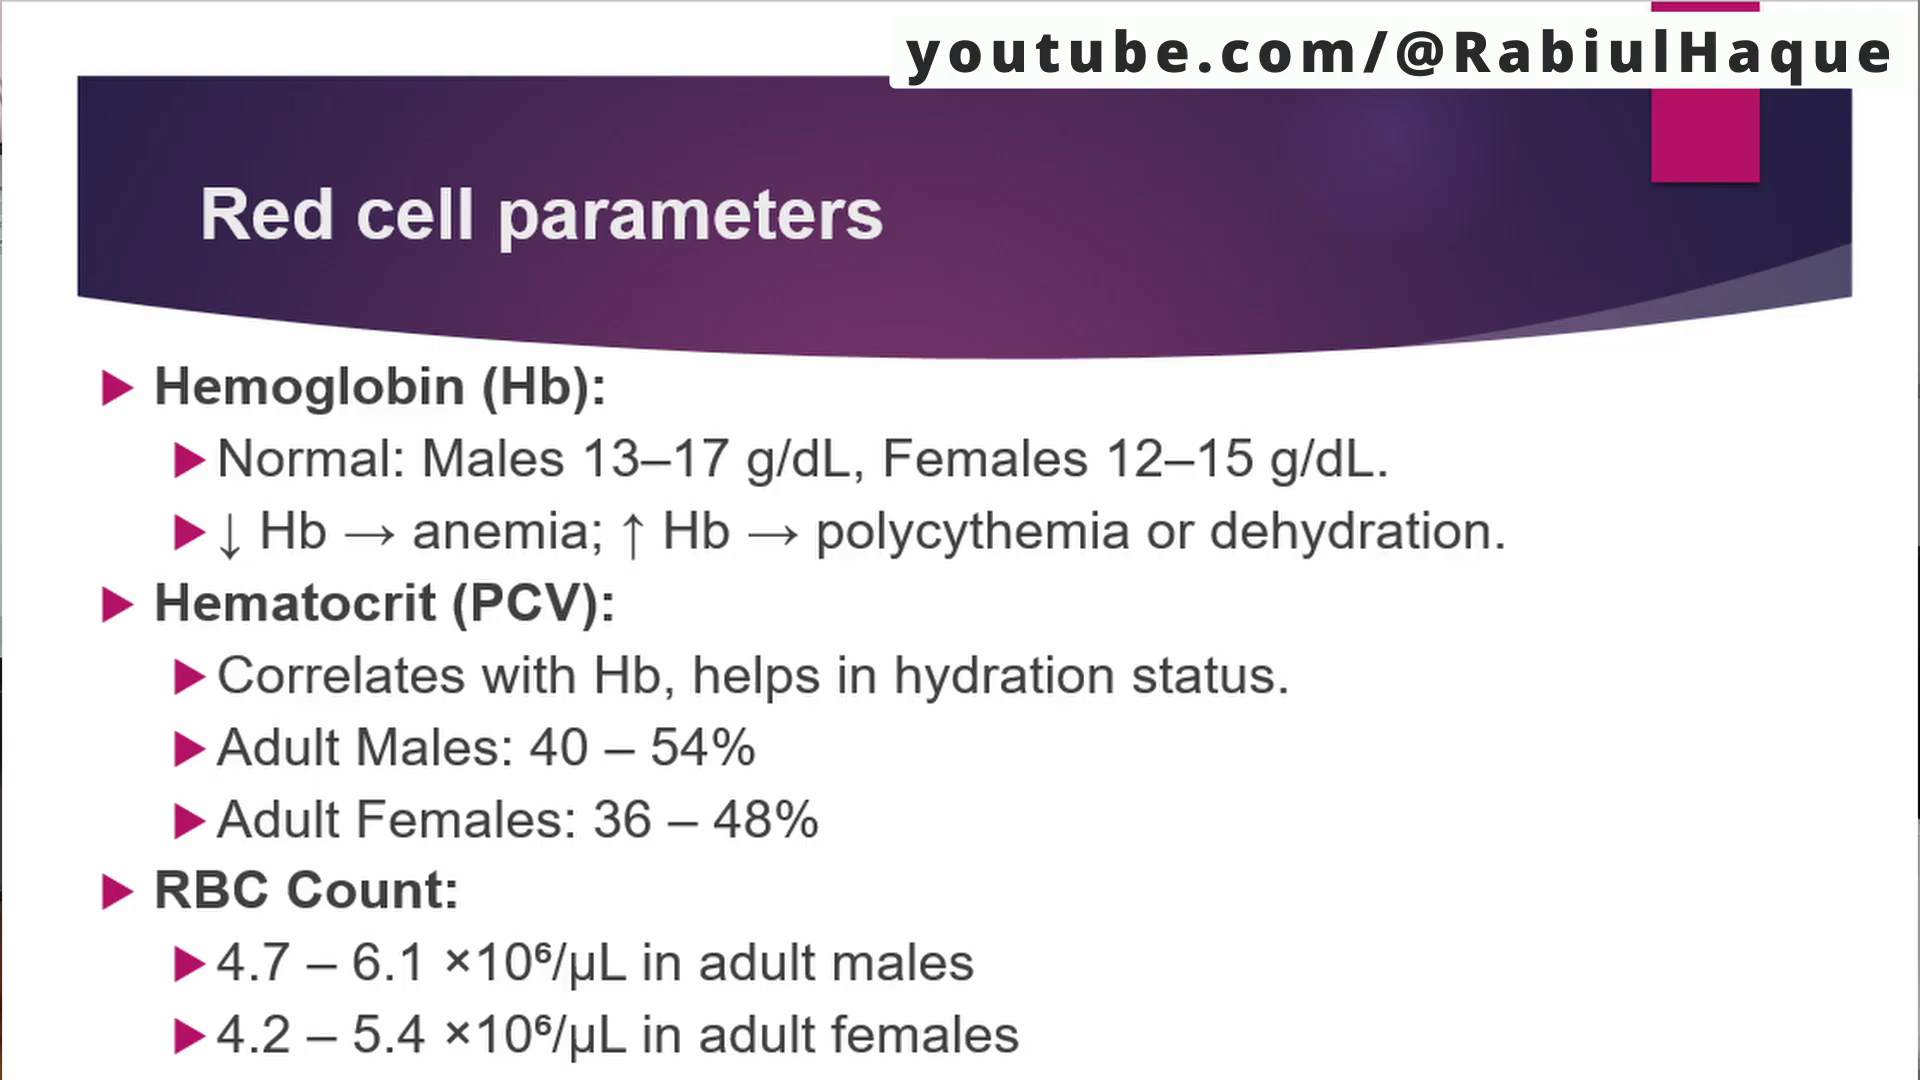 youtube.com/@RabiulHaque
Red cell parameters
Hemoglobin (Hb):
Normal: Males 13–17 g/dL, Females 12–15 g/dL.
↓ Hb → anemia; ↑ Hb → polycythemia or dehydration.
Hematocrit (PCV):
Correlates with Hb, helps in hydration status.
Adult Males: 40 – 54%
Adult Females: 36 – 48%
RBC Count:
4.7 – 6.1 ×10⁶/µL in adult males
4.2 – 5.4 ×10⁶/µL in adult females